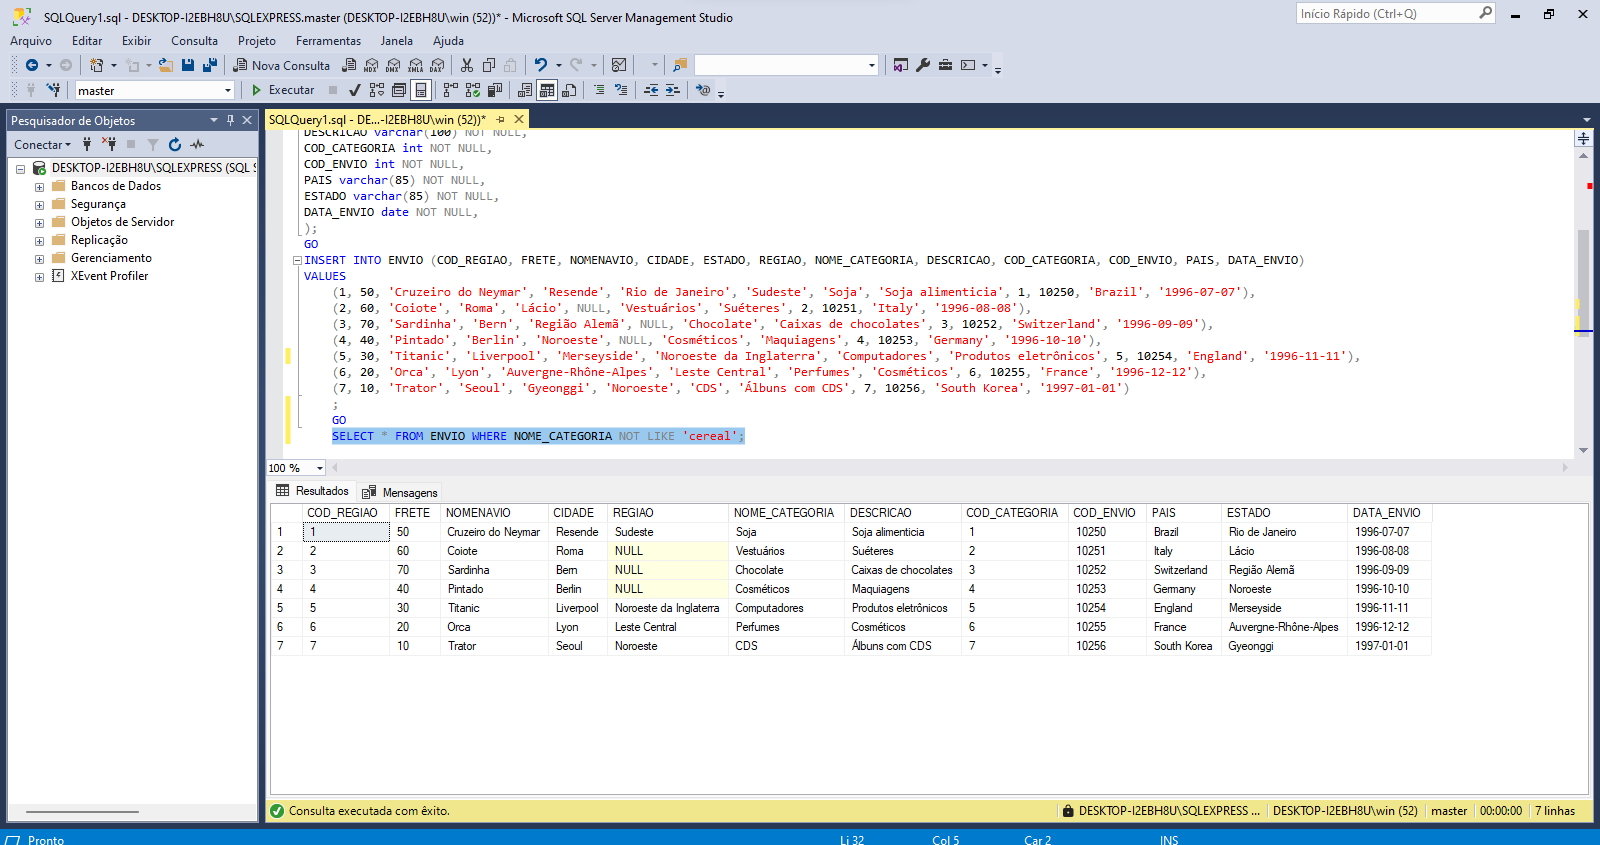 SQLQuery1.sql - DESKTOP-I2EBH8U\SQLEXPRESS.master (DESKTOP-I2EBH8U\win (52))* - Microsoft SQL Server Management Studio
Início Rápido (Ctrl+Q)
Arquivo Editar Exibir Consulta Projeto Ferramentas Janela Ajuda
Nova Consulta MDX DMX XMLA DAX
master Executar
Pesquisador de Objetos
Conectar
DESKTOP-I2EBH8U\SQLEXPRESS (SQL S
Bancos de Dados
Segurança
Objetos de Servidor
Replicação
Gerenciamento
XEvent Profiler
SQLQuery1.sql - DE...-I2EBH8U\win (52))*
DESCRICAO varchar(100) NOT NULL,
COD_CATEGORIA int NOT NULL,
COD_ENVIO int NOT NULL,
PAIS varchar(85) NOT NULL,
ESTADO varchar(85) NOT NULL,
DATA_ENVIO date NOT NULL,
);
GO
INSERT INTO ENVIO (COD_REGIAO, FRETE, NOMENAVIO, CIDADE, ESTADO, REGIAO, NOME_CATEGORIA, DESCRICAO, COD_CATEGORIA, COD_ENVIO, PAIS, DATA_ENVIO)
VALUES
(1, 50, 'Cruzeiro do Neymar', 'Resende', 'Rio de Janeiro', 'Sudeste', 'Soja', 'Soja alimenticia', 1, 10250, 'Brazil', '1996-07-07'),
(2, 60, 'Coiote', 'Roma', 'Lácio', NULL, 'Vestuários', 'Suéteres', 2, 10251, 'Italy', '1996-08-08'),
(3, 70, 'Sardinha', 'Bern', 'Região Alemã', NULL, 'Chocolate', 'Caixas de chocolates', 3, 10252, 'Switzerland', '1996-09-09'),
(4, 40, 'Pintado', 'Berlin', 'Noroeste', NULL, 'Cosméticos', 'Maquiagens', 4, 10253, 'Germany', '1996-10-10'),
(5, 30, 'Titanic', 'Liverpool', 'Merseyside', 'Noroeste da Inglaterra', 'Computadores', 'Produtos eletrônicos', 5, 10254, 'England', '1996-11-11'),
(6, 20, 'Orca', 'Lyon', 'Auvergne-Rhône-Alpes', 'Leste Central', 'Perfumes', 'Cosméticos', 6, 10255, 'France', '1996-12-12'),
(7, 10, 'Trator', 'Seoul', 'Gyeonggi', 'Noroeste', 'CDS', 'Álbuns com CDS', 7, 10256, 'South Korea', '1997-01-01')
;
GO
SELECT * FROM ENVIO WHERE NOME_CATEGORIA NOT LIKE 'cereal';
100 %
Resultados Mensagens
COD_REGIAO FRETE NOMENAVIO CIDADE REGIAO NOME_CATEGORIA DESCRICAO COD_CATEGORIA COD_ENVIO PAIS ESTADO DATA_ENVIO
1 1 50 Cruzeiro do Neymar Resende Sudeste Soja Soja alimenticia 1 10250 Brazil Rio de Janeiro 1996-07-07
2 2 60 Coiote Roma NULL Vestuários Suéteres 2 10251 Italy Lácio 1996-08-08
3 3 70 Sardinha Bern NULL Chocolate Caixas de chocolates 3 10252 Switzerland Região Alemã 1996-09-09
4 4 40 Pintado Berlin NULL Cosméticos Maquiagens 4 10253 Germany Noroeste 1996-10-10
5 5 30 Titanic Liverpool Noroeste da Inglaterra Computadores Produtos eletrônicos 5 10254 England Merseyside 1996-11-11
6 6 20 Orca Lyon Leste Central Perfumes Cosméticos 6 10255 France Auvergne-Rhône-Alpes 1996-12-12
7 7 10 Trator Seoul Noroeste CDS Álbuns com CDS 7 10256 South Korea Gyeonggi 1997-01-01
Consulta executada com êxito. DESKTOP-I2EBH8U\SQLEXPRESS ... DESKTOP-I2EBH8U\win (52) master 00:00:00 7 linhas
Pronto Li 32 Col 5 Car 2 INS